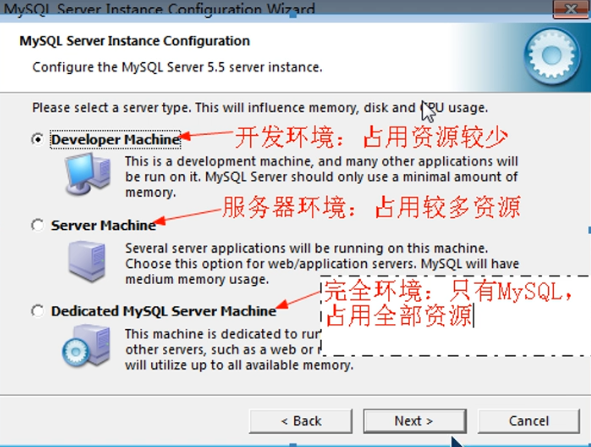 MySQL Server Instance Configuration Wizard
MySQL Server Instance Configuration
Configure the MySQL Server 5.5 server instance.
Please select a server type. This will influence memory, disk and CPU usage.
Developer Machine
开发环境：占用资源较少
This is a development machine, and many other applications will
be run on it. MySQL Server should only use a minimal amount of
memory.
Server Machine
服务器环境：占用较多资源
Several server applications will be running on this machine.
Choose this option for web/application servers. MySQL will have
medium memory usage.
完全环境：只有MySQL，
占用全部资源
Dedicated MySQL Server Machine
This machine is dedicated to
other servers, such as a web or
will utilize up to all available memory.
< Back
Next >
Cancel